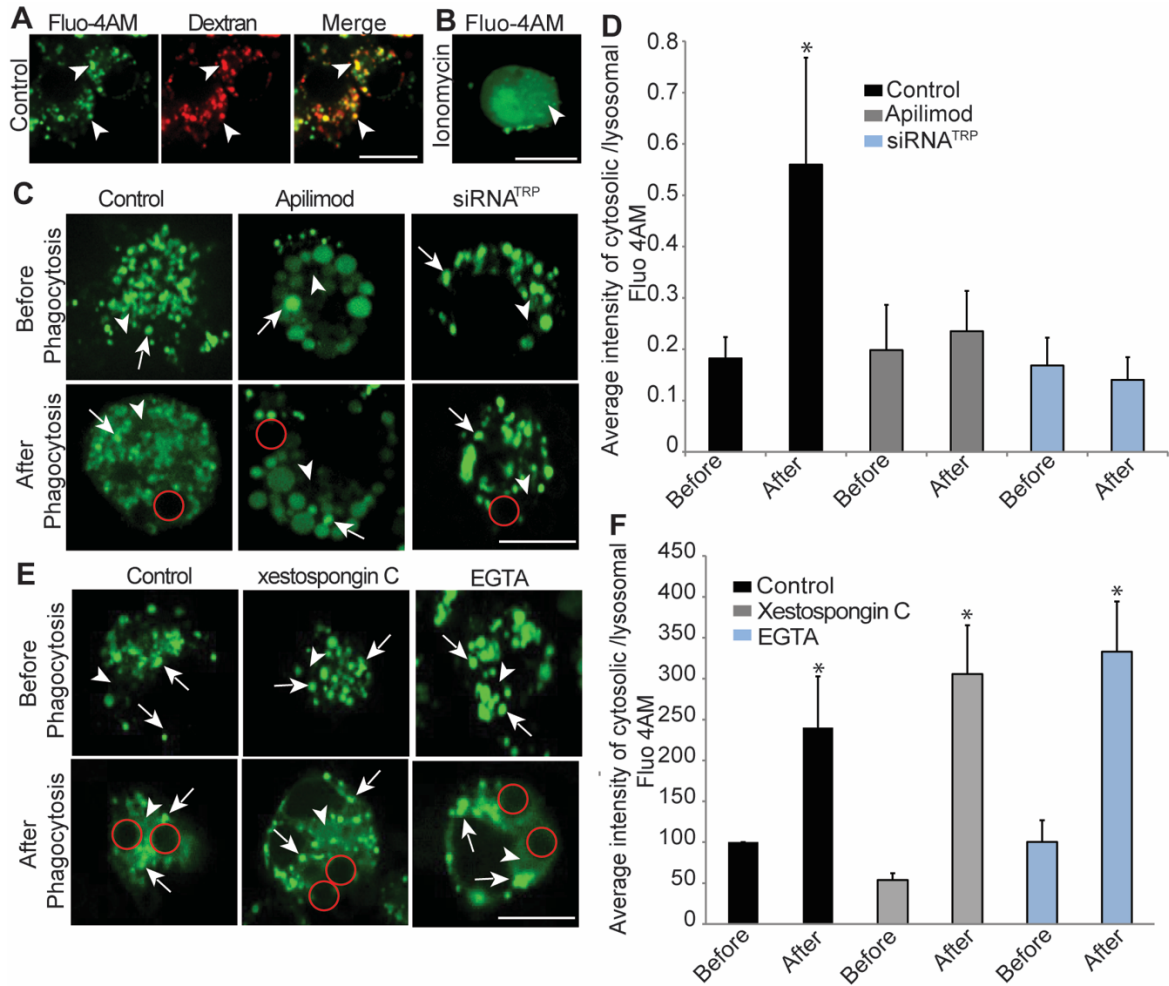 A
Fluo-4AM Dextran Merge
Control
B
Fluo-4AM
Ionomycin
C
Control Apilimod siRNA^TRP
Before
Phagocytosis
After
Phagocytosis
D
Average intensity of cytosolic /lysosomal
Fluo 4AM
0.8
0.7
0.6
0.5
0.4
0.3
0.2
0.1
0
*
Control
Apilimod
siRNA^TRP
Before After Before After Before After
E
Control xestospongin C EGTA
Before
Phagocytosis
After
Phagocytosis
F
Average intensity of cytosolic /lysosomal
Fluo 4AM
450
400
350
300
250
200
150
100
50
0
Control
Xestospongin C
EGTA
* * *
Before After Before After Before After